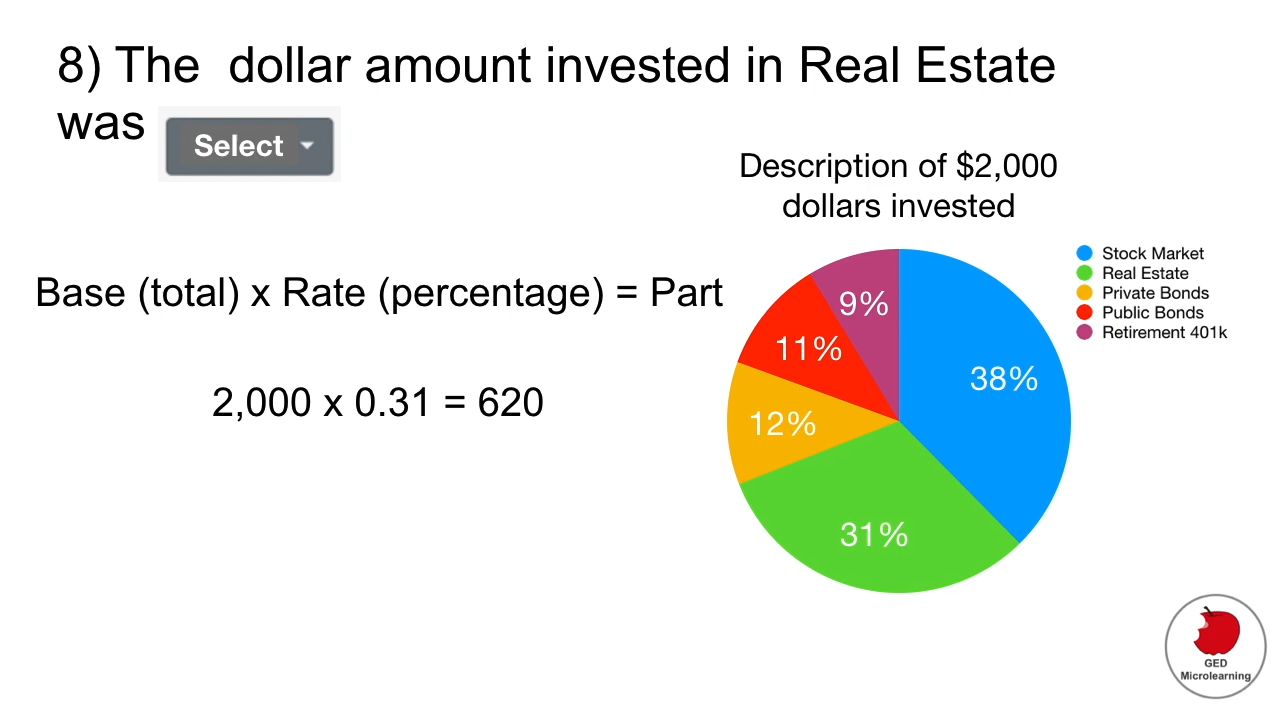 8) The  dollar amount invested in Real Estate
was Select
Description of $2,000
dollars invested
Base (total) x Rate (percentage) = Part
2,000 x 0.31 = 620
Stock Market
Real Estate
Private Bonds
Public Bonds
Retirement 401k
9%
11%
38%
12%
31%
GED
Microlearning